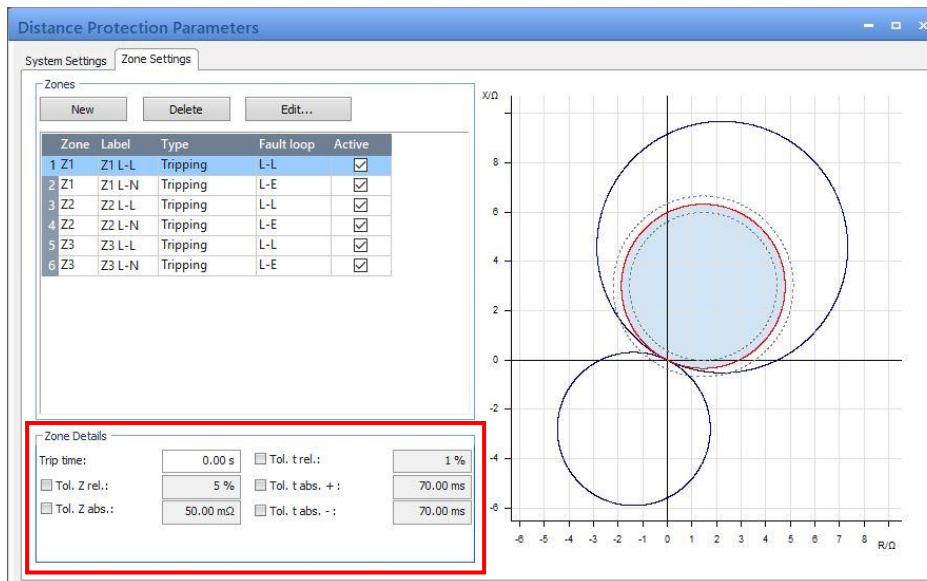 Distance Protection Parameters
System Settings Zone Settings
Zones
New Delete Edit...
Zone Label Type Fault loop Active
1 Z1 Z1 L-L Tripping L-L
2 Z1 Z1 L-N Tripping L-E
3 Z2 Z2 L-L Tripping L-L
4 Z2 Z2 L-N Tripping L-E
5 Z3 Z3 L-L Tripping L-L
6 Z3 Z3 L-N Tripping L-E
Zone Details
Trip time: 0.00 s Tol. t rel.: 1 %
Tol. Z rel.: 5 % Tol. t abs. + : 70.00 ms
Tol. Z abs.: 50.00 mΩ Tol. t abs. - : 70.00 ms
X/Ω
8
6
4
2
0
-2
-4
-6
-6 -5 -4 -3 -2 -1 0 1 2 3 4 5 6 7 8
R/Ω